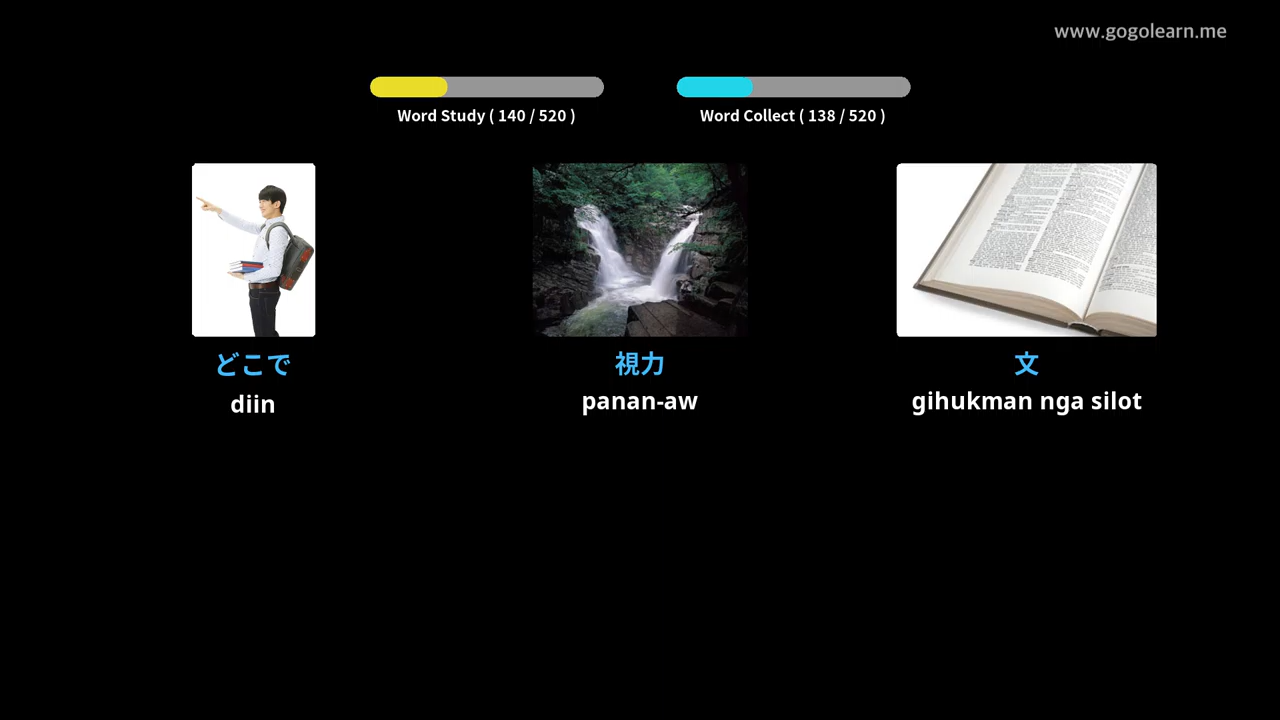 www.gogolearn.me
Word Study ( 140 / 520 )
Word Collect ( 138 / 520 )
どこで
視力
文
diin
panan-aw
gihukman nga silot